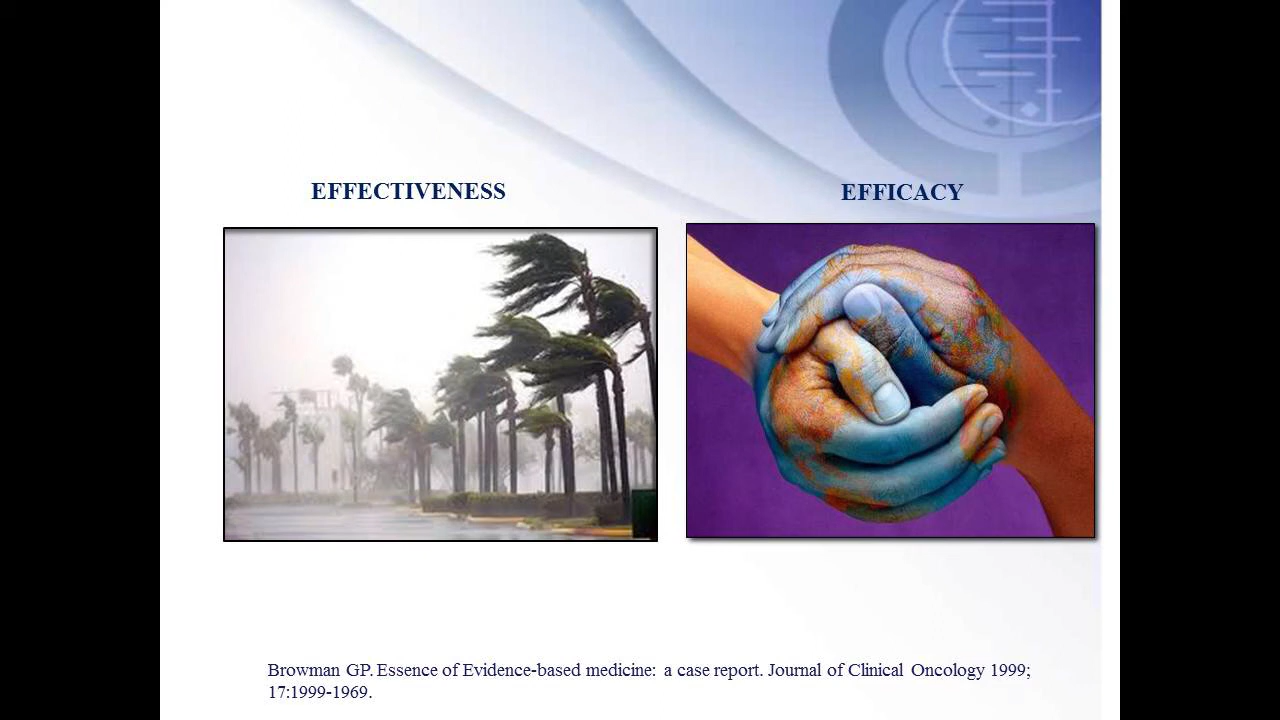 EFFECTIVENESS
EFFICACY
Browman GP. Essence of Evidence-based medicine: a case report. Journal of Clinical Oncology 1999;
17:1999-1969.